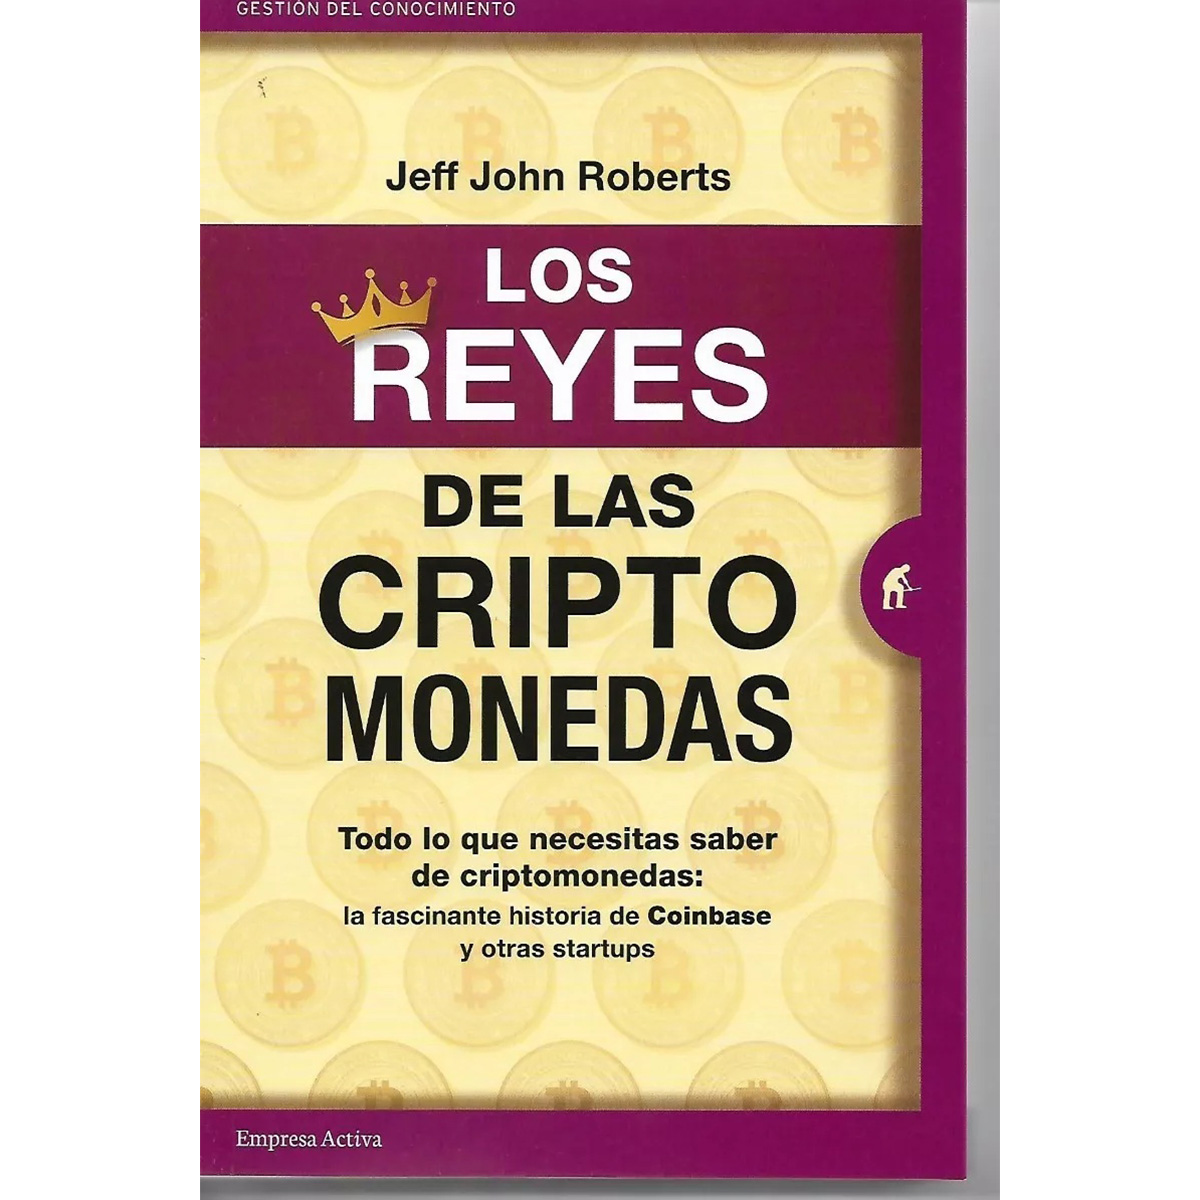 GESTIÓN DEL CONOCIMIENTO
Jeff John Roberts
LOS
REYES
DE LAS
CRIPTO
MONEDAS
Todo lo que necesitas saber
de criptomonedas:
la fascinante historia de Coinbase
y otras startups
Empresa Activa